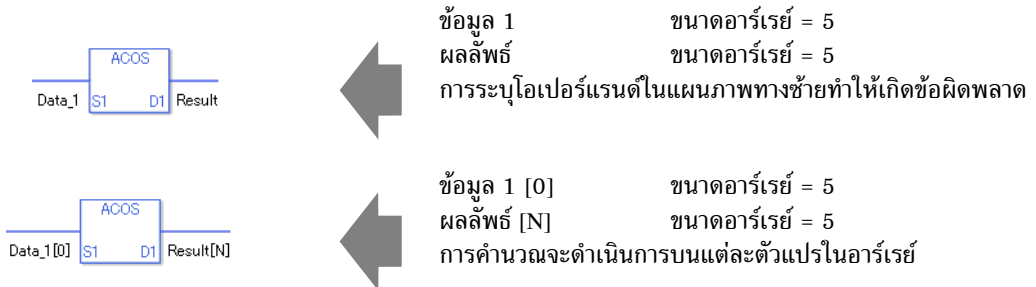 ACOS
Data_1 S1 D1 Result
ข้อมูล 1 ขนาดอาร์เรย์ = 5
ผลลัพธ์ ขนาดอาร์เรย์ = 5
การระบุโอเปอร์แรนด์ในแผนภาพทางซ้ายทำให้เกิดข้อผิดพลาด
ACOS
Data_1[0] S1 D1 Result[N]
ข้อมูล 1 [0] ขนาดอาร์เรย์ = 5
ผลลัพธ์ [N] ขนาดอาร์เรย์ = 5
การคำนวณจะดำเนินการบนแต่ละตัวแปรในอาร์เรย์